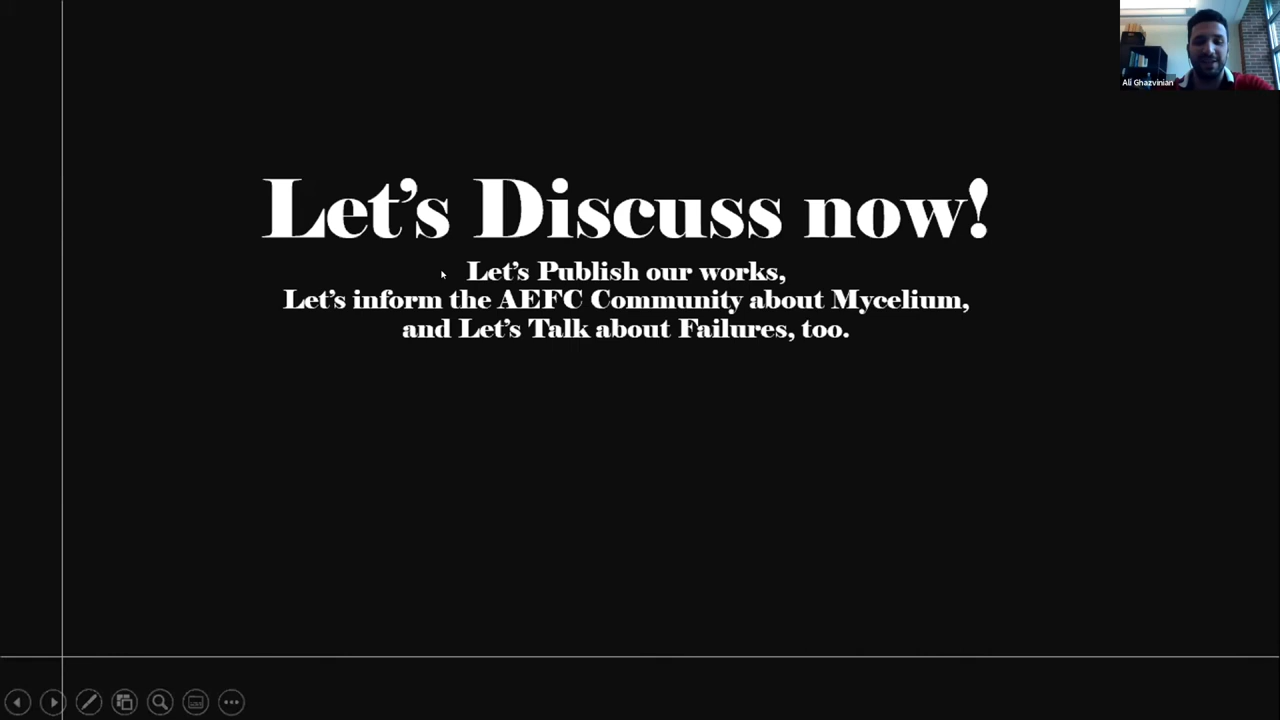 Ali Ghazvinian
Let's Discuss now!
Let's Publish our works,
Let's inform the AEFC Community about Mycelium,
and Let's Talk about Failures, too.